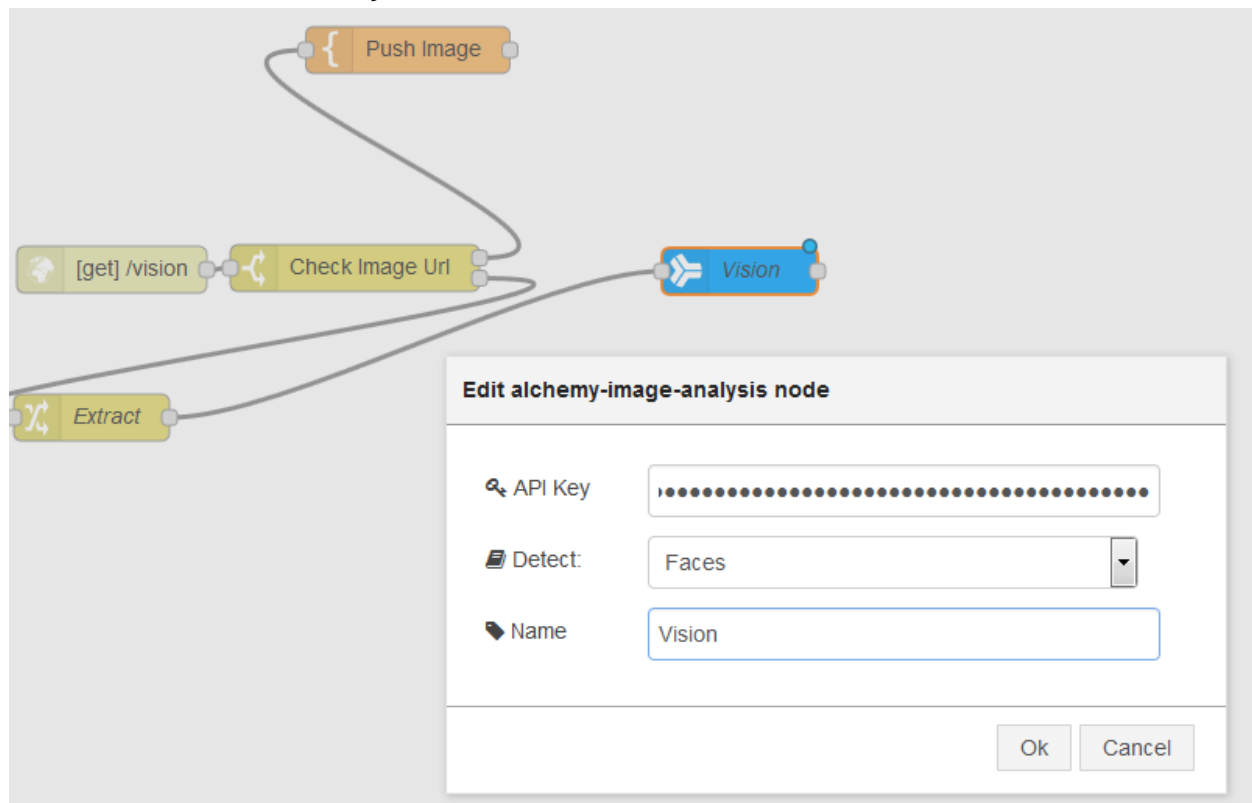 Push Image
[get] /vision
Check Image Url
Vision
Extract
Edit alchemy-image-analysis node
API Key
Detect:
Faces
Name
Vision
Ok
Cancel